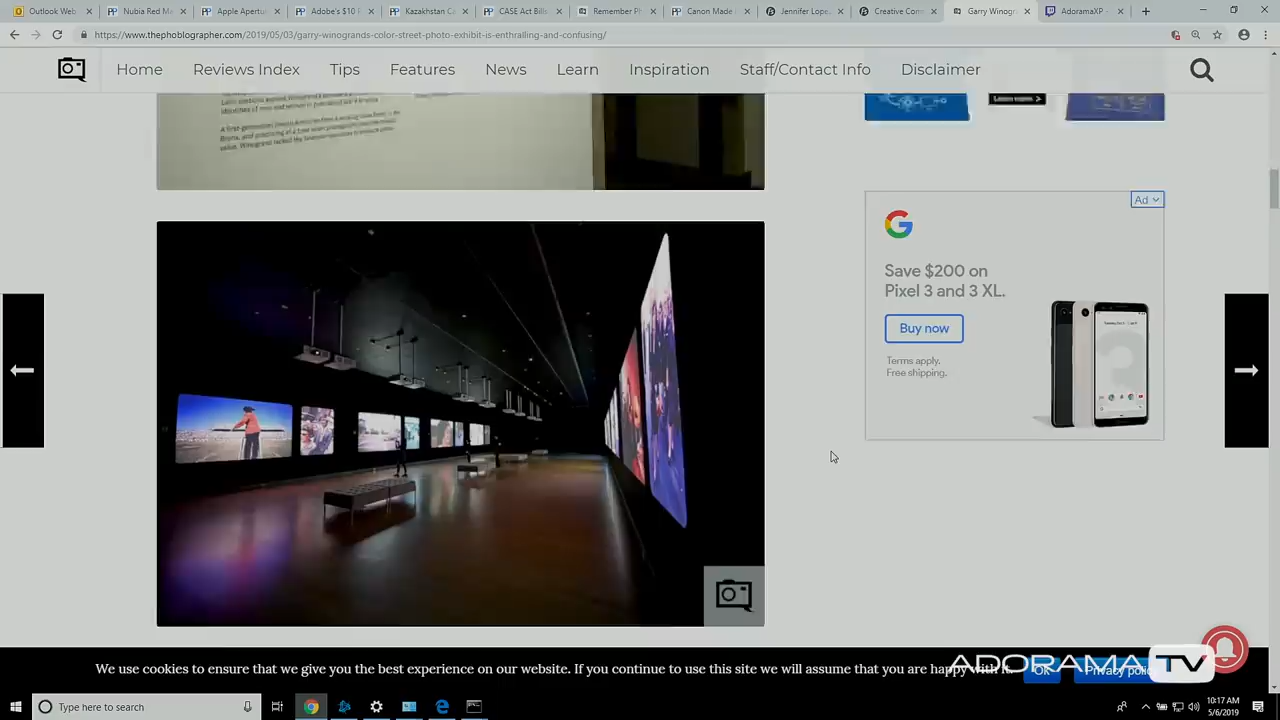 Outlook Web
Nubia Red M
Apple Apertu
Adobe's $10 F
Kazakhstan C
CASE Act Bills
Remember Ph
Canon Made
Jennifer Lope
Creative Com
Garry Winogr
AdoramaXP -
https://www.thephoblographer.com/2019/05/03/garry-winogrands-color-street-photo-exhibit-is-enthralling-and-confusing/
Home Reviews Index Tips Features News Learn Inspiration Staff/Contact Info Disclaimer
Ad
Save $200 on
Pixel 3 and 3 XL.
Buy now
Terms apply.
Free shipping.
We use cookies to ensure that we give you the best experience on our website. If you continue to use this site we will assume that you are happy with it.
Ok
Privacy poli
ADORAMA TV
Type here to search
10:17 AM
5/6/2019